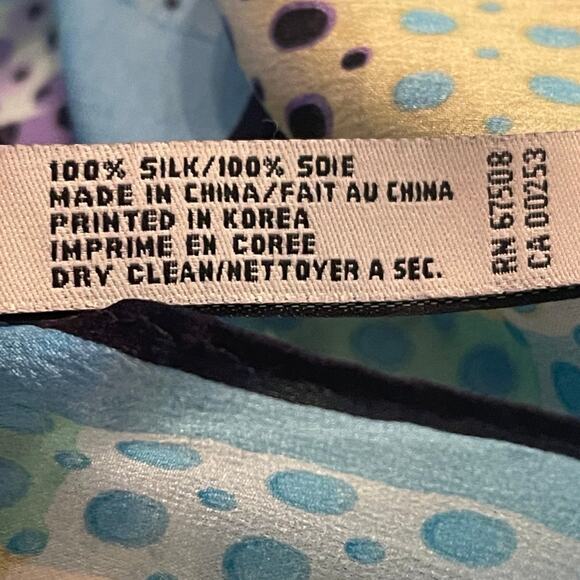 100% SILK/100% SOIE
MADE IN CHINA/FAIT AU CHINA
PRINTED IN KOREA
IMPRIME EN COREE
DRY CLEAN/NETTOYER A SEC.
RN 67508
CA 00253